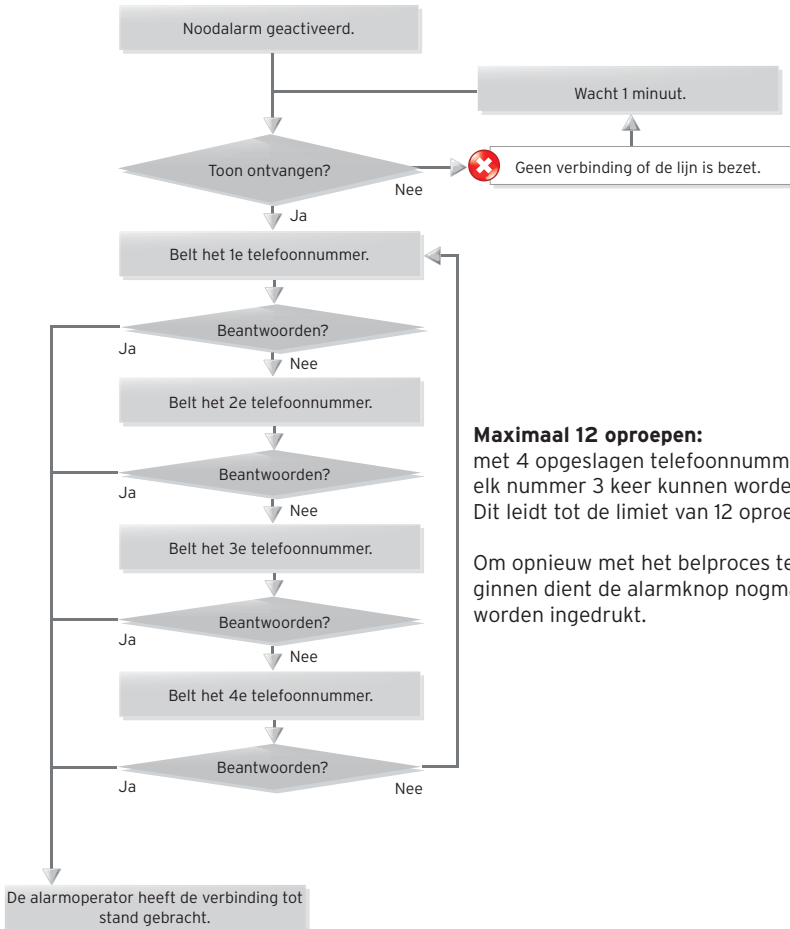 Noodalarm geactiveerd.
Wacht 1 minuut.
Toon ontvangen?
Nee
Geen verbinding of de lijn is bezet.
Ja
Belt het 1e telefoonnummer.
Beantwoorden?
Ja
Nee
Belt het 2e telefoonnummer.
Beantwoorden?
Ja
Nee
Belt het 3e telefoonnummer.
Beantwoorden?
Ja
Nee
Belt het 4e telefoonnummer.
Beantwoorden?
Ja
Nee
De alarmoperator heeft de verbinding tot
stand gebracht.
Maximaal 12 oproepen:
met 4 opgeslagen
elk nummer 3 keer kunnen
Dit leidt tot de limiet van 12
Om opnieuw met het belproces
ginnen dient de alarmknop
worden ingedrukt.